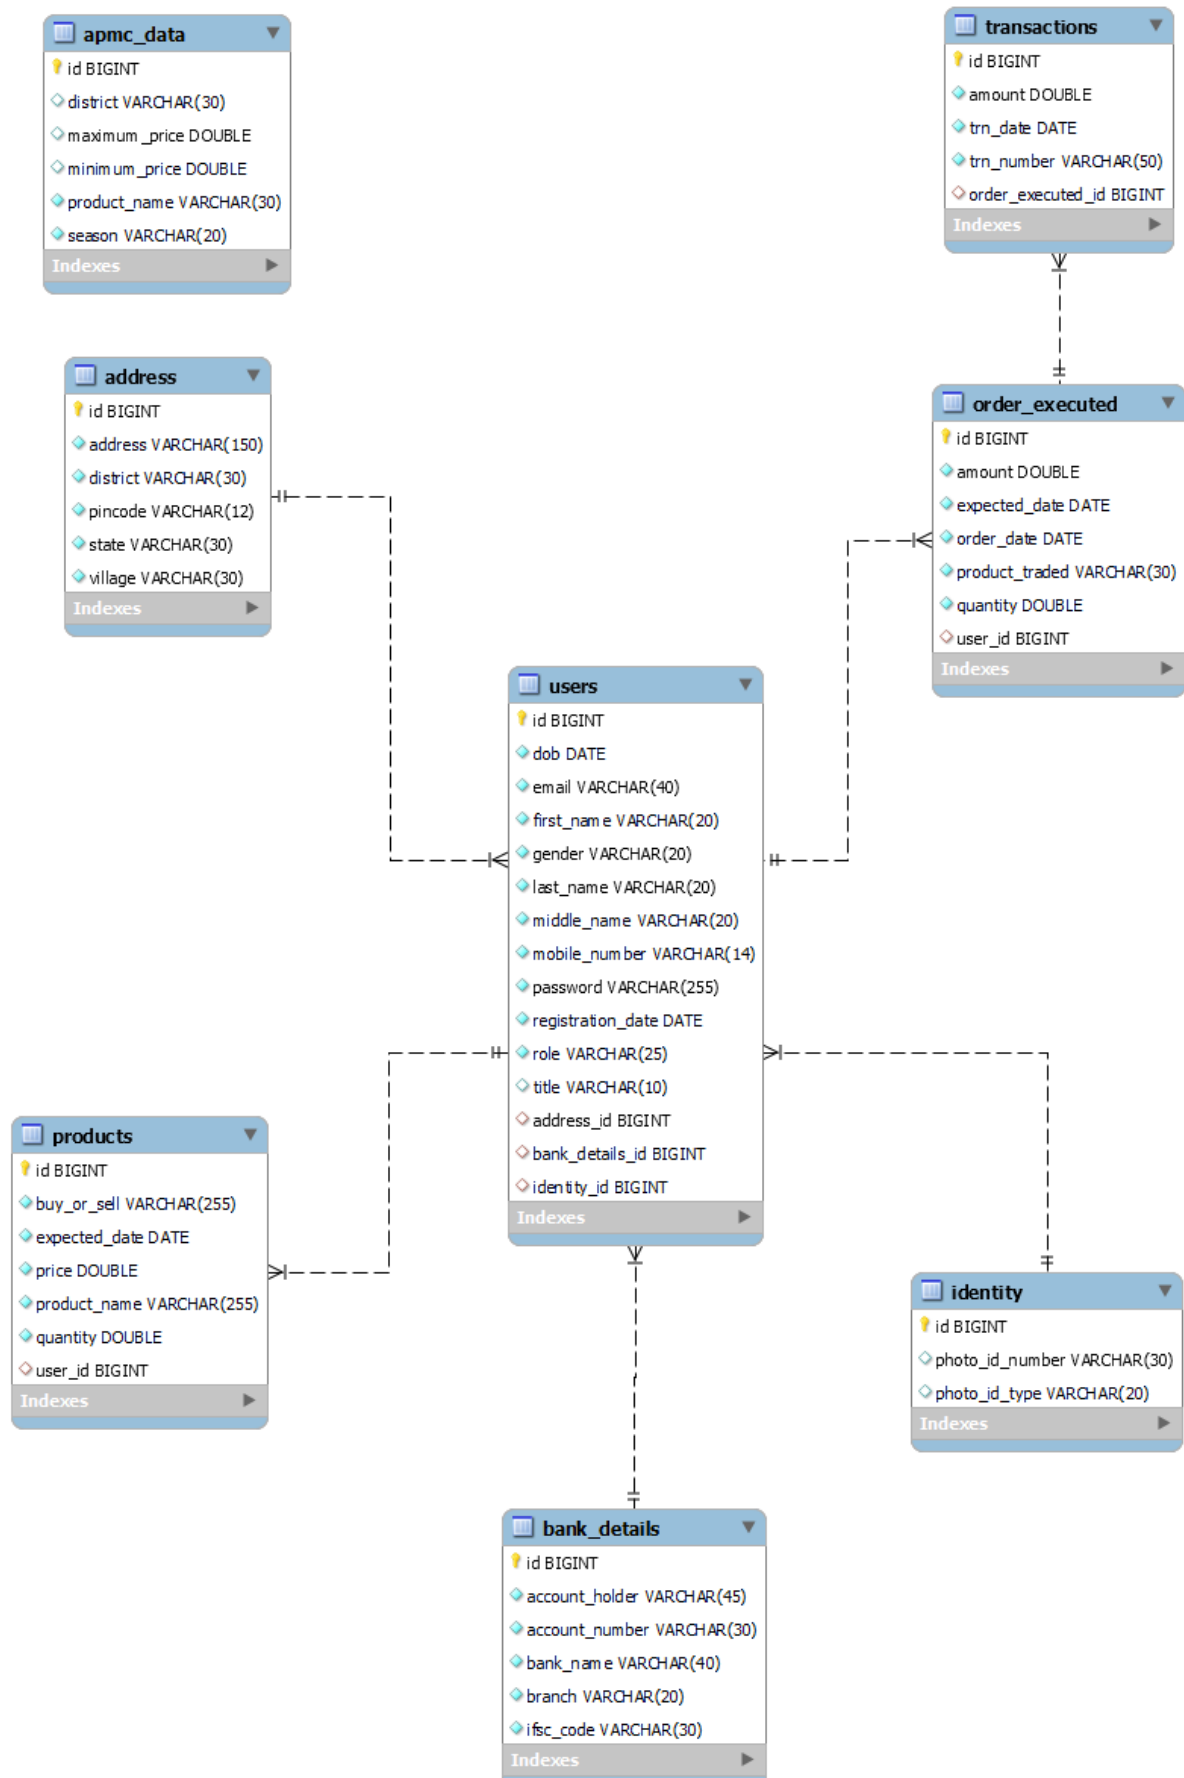 apmc_data
id BIGINT
district VARCHAR(30)
maximum_price DOUBLE
minimum_price DOUBLE
product_name VARCHAR(30)
season VARCHAR(20)
Indexes
transactions
id BIGINT
amount DOUBLE
trn_date DATE
trn_number VARCHAR(50)
order_executed_id BIGINT
Indexes
address
id BIGINT
address VARCHAR(150)
district VARCHAR(30)
pincode VARCHAR(12)
state VARCHAR(30)
village VARCHAR(30)
Indexes
order_executed
id BIGINT
amount DOUBLE
expected_date DATE
order_date DATE
product_traded VARCHAR(30)
quantity DOUBLE
user_id BIGINT
Indexes
users
id BIGINT
dob DATE
email VARCHAR(40)
first_name VARCHAR(20)
gender VARCHAR(20)
last_name VARCHAR(20)
middle_name VARCHAR(20)
mobile_number VARCHAR(14)
password VARCHAR(255)
registration_date DATE
role VARCHAR(25)
title VARCHAR(10)
address_id BIGINT
bank_details_id BIGINT
identity_id BIGINT
Indexes
products
id BIGINT
buy_or_sell VARCHAR(255)
expected_date DATE
price DOUBLE
product_name VARCHAR(255)
quantity DOUBLE
user_id BIGINT
Indexes
identity
id BIGINT
photo_id_number VARCHAR(30)
photo_id_type VARCHAR(20)
Indexes
bank_details
id BIGINT
account_holder VARCHAR(45)
account_number VARCHAR(30)
bank_name VARCHAR(40)
branch VARCHAR(20)
ifsc_code VARCHAR(30)
Indexes